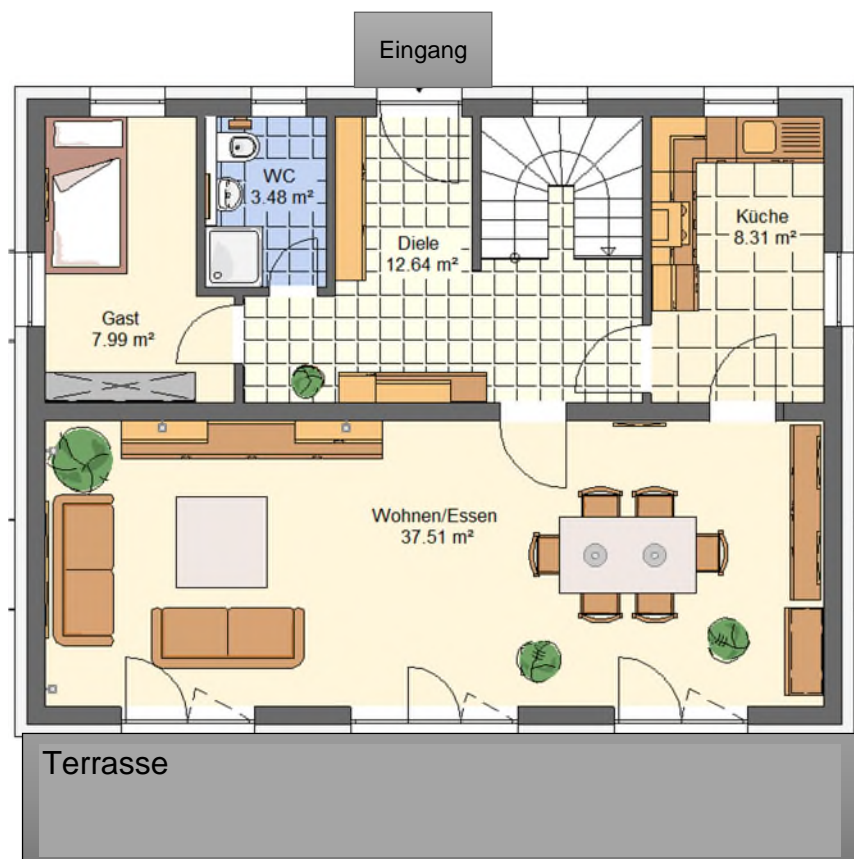 Eingang
WC
3.48 m²
Diele
12.64 m²
Küche
8.31 m²
Gast
7.99 m²
Wohnen/Essen
37.51 m²
Terrasse